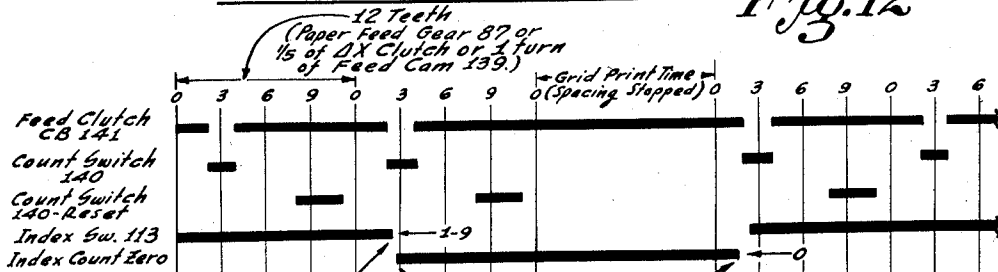 Fig.12
12 Teeth
(Paper Feed Gear 87 or
1/5 of ΔX Clutch or 1 turn
of Feed Cam 139.)
Grid Print Time
(Spacing Stopped)
0 3 6 9 0 3 6 9 0 0 3 6 9 0 3 6
Feed Clutch
CB 141
Count Switch
140
Count Switch
140-Reset
Index Sw. 113
1-9
Index Count Zero
0